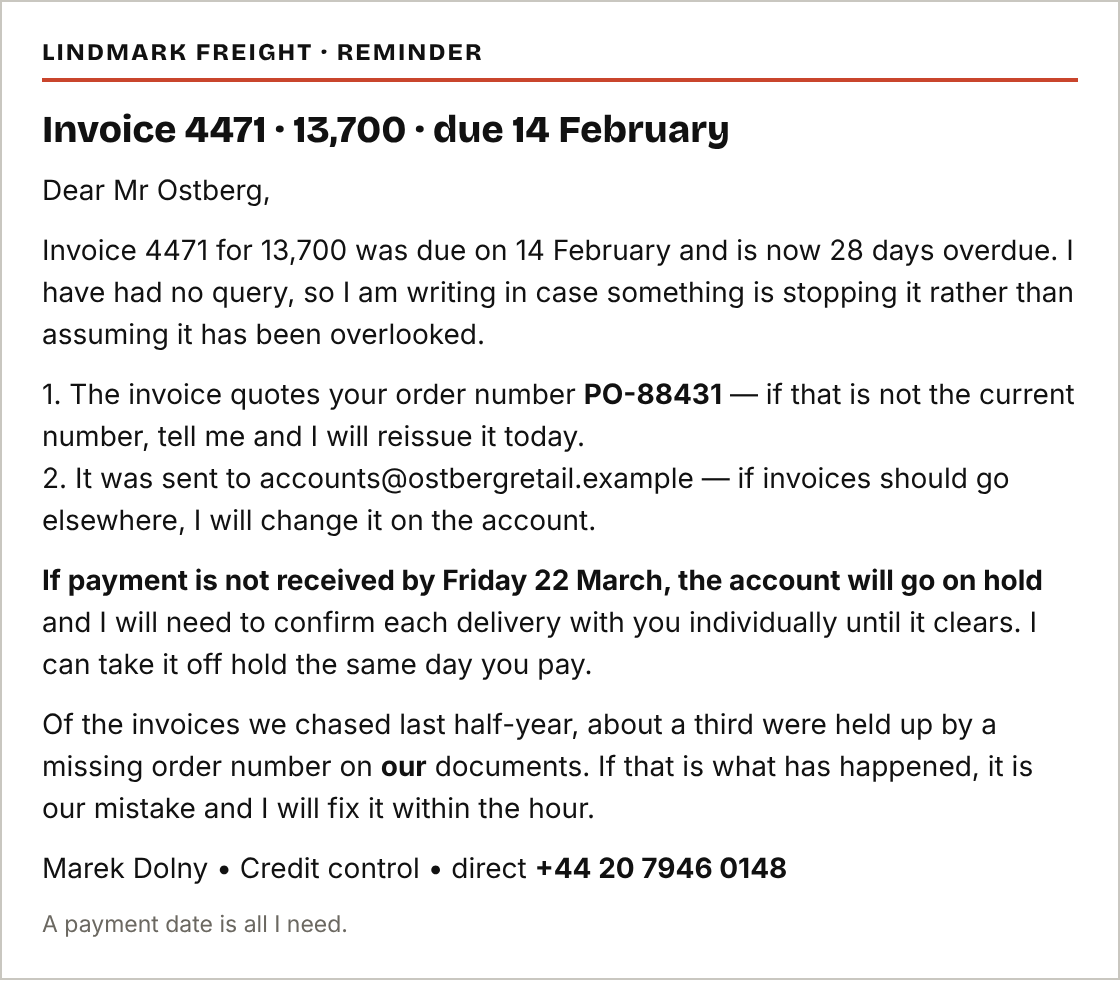 LINDMARK FREIGHT · REMINDER
Invoice 4471 · 13,700 · due 14 February
Dear Mr Ostberg,
Invoice 4471 for 13,700 was due on 14 February and is now 28 days overdue. I
have had no query, so I am writing in case something is stopping it rather than
assuming it has been overlooked.
1. The invoice quotes your order number PO-88431 — if that is not the current
number, tell me and I will reissue it today.
2. It was sent to accounts@ostbergretail.example — if invoices should go
elsewhere, I will change it on the account.
If payment is not received by Friday 22 March, the account will go on hold
and I will need to confirm each delivery with you individually until it clears. I
can take it off hold the same day you pay.
Of the invoices we chased last half-year, about a third were held up by a
missing order number on our documents. If that is what has happened, it is
our mistake and I will fix it within the hour.
Marek Dolny • Credit control • direct +44 20 7946 0148
A payment date is all I need.